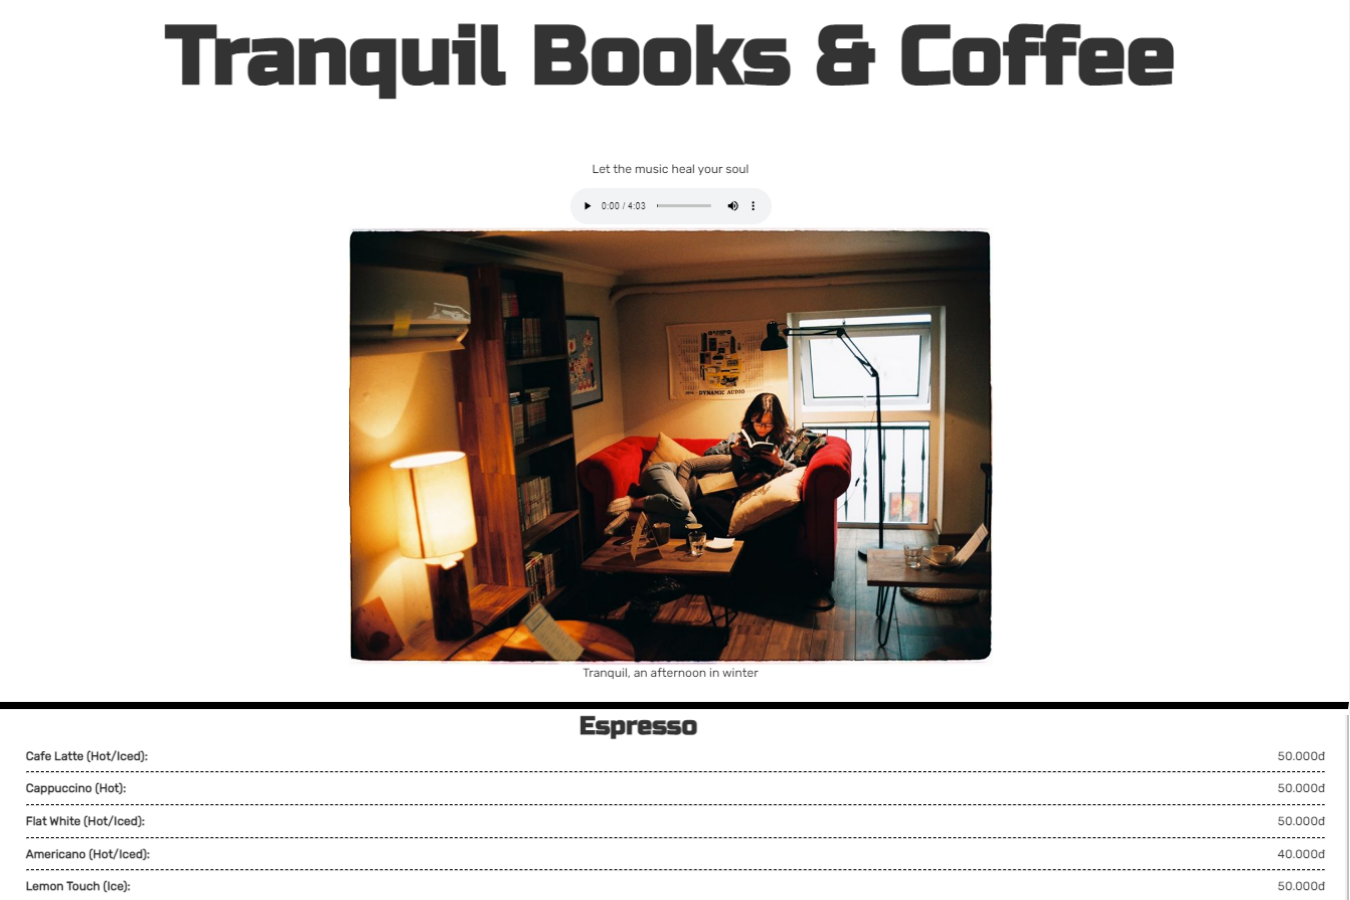 Tranquil Books & Coffee
Let the music heal your soul
0:00 / 4:03
DYNAMIC AUDIO
Tranquil, an afternoon in winter
Espresso
Cafe Latte (Hot/Iced): 50.000đ
Cappuccino (Hot): 50.000đ
Flat White (Hot/Iced): 50.000đ
Americano (Hot/Iced): 40.000đ
Lemon Touch (Ice): 50.000đ